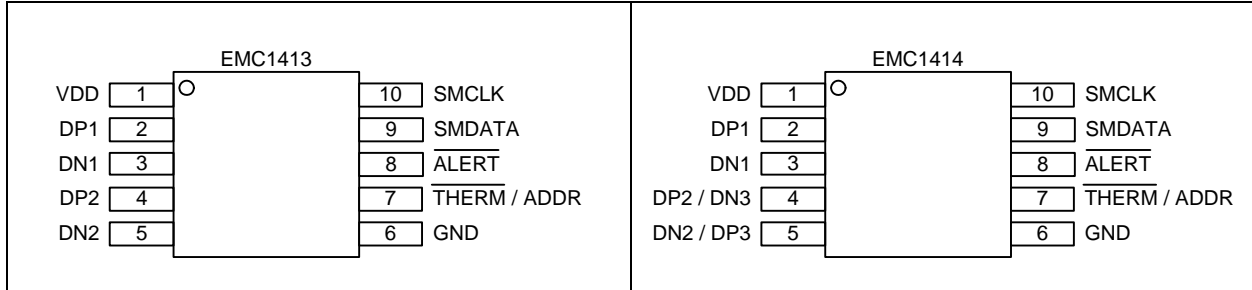 EMC1413
VDD 1 10 SMCLK
DP1 2 9 SMDATA
DN1 3 8 ALERT
DP2 4 7 THERM / ADDR
DN2 5 6 GND
EMC1414
VDD 1 10 SMCLK
DP1 2 9 SMDATA
DN1 3 8 ALERT
DP2 / DN3 4 7 THERM / ADDR
DN2 / DP3 5 6 GND